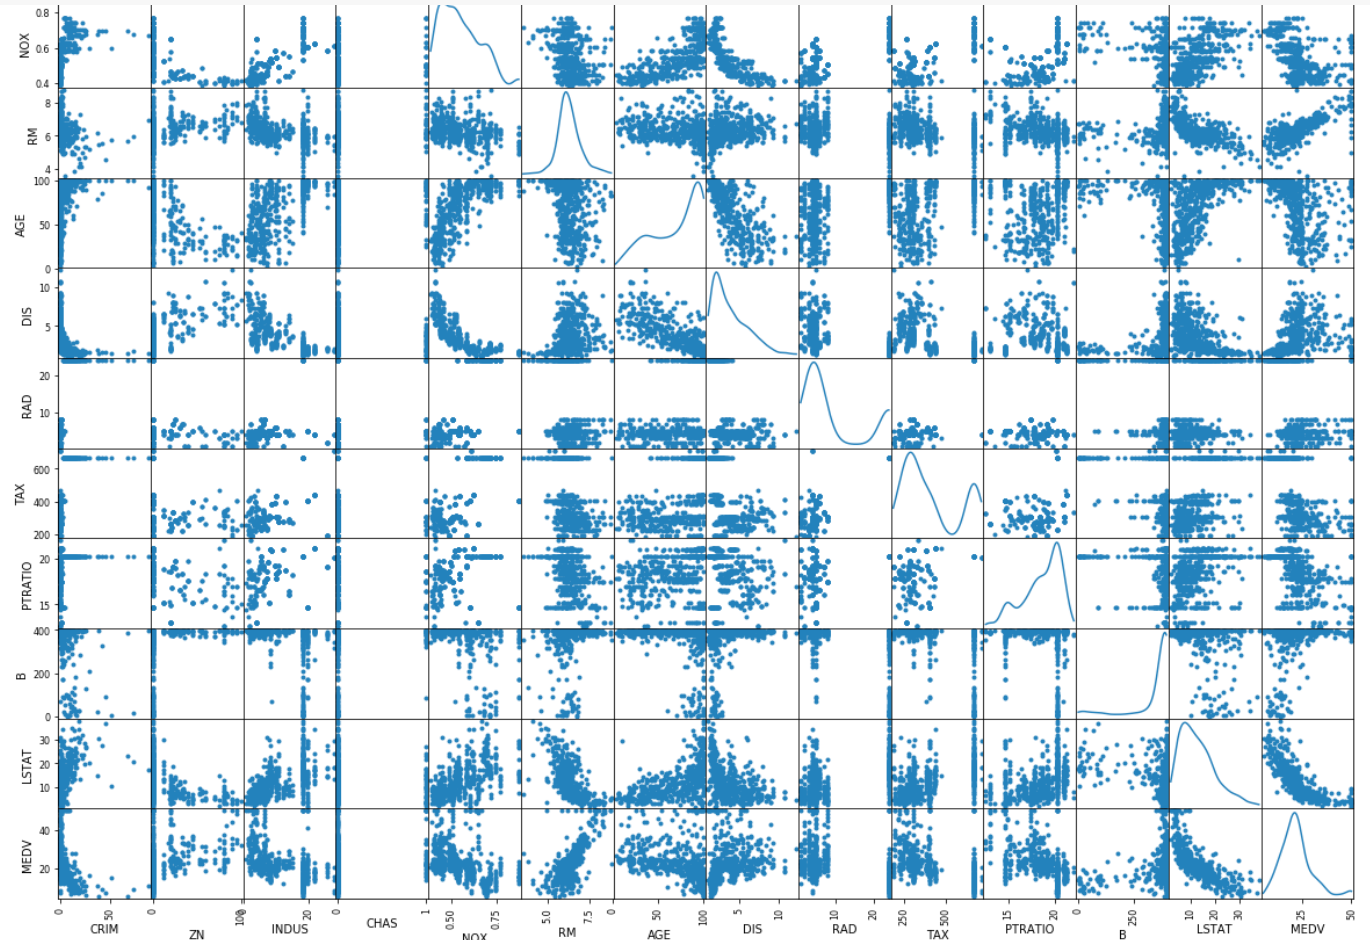 0.8
NOX
0.6
0.4
8
RM
6
4
100
AGE
50
0
10
DIS
5
20
RAD
10
600
TAX
400
200
20
PTRATIO
15
400
B
200
0
30
LSTAT
20
10
40
MEDV
20
0 50 0 100 0 20 0 1 0.50 0.75 5.0 7.5 50 100 5 10 10 20 250 500 15 20 0 250 10 20 30 25 50
CRIM ZN INDUS CHAS NOX RM AGE DIS RAD TAX PTRATIO B LSTAT MEDV